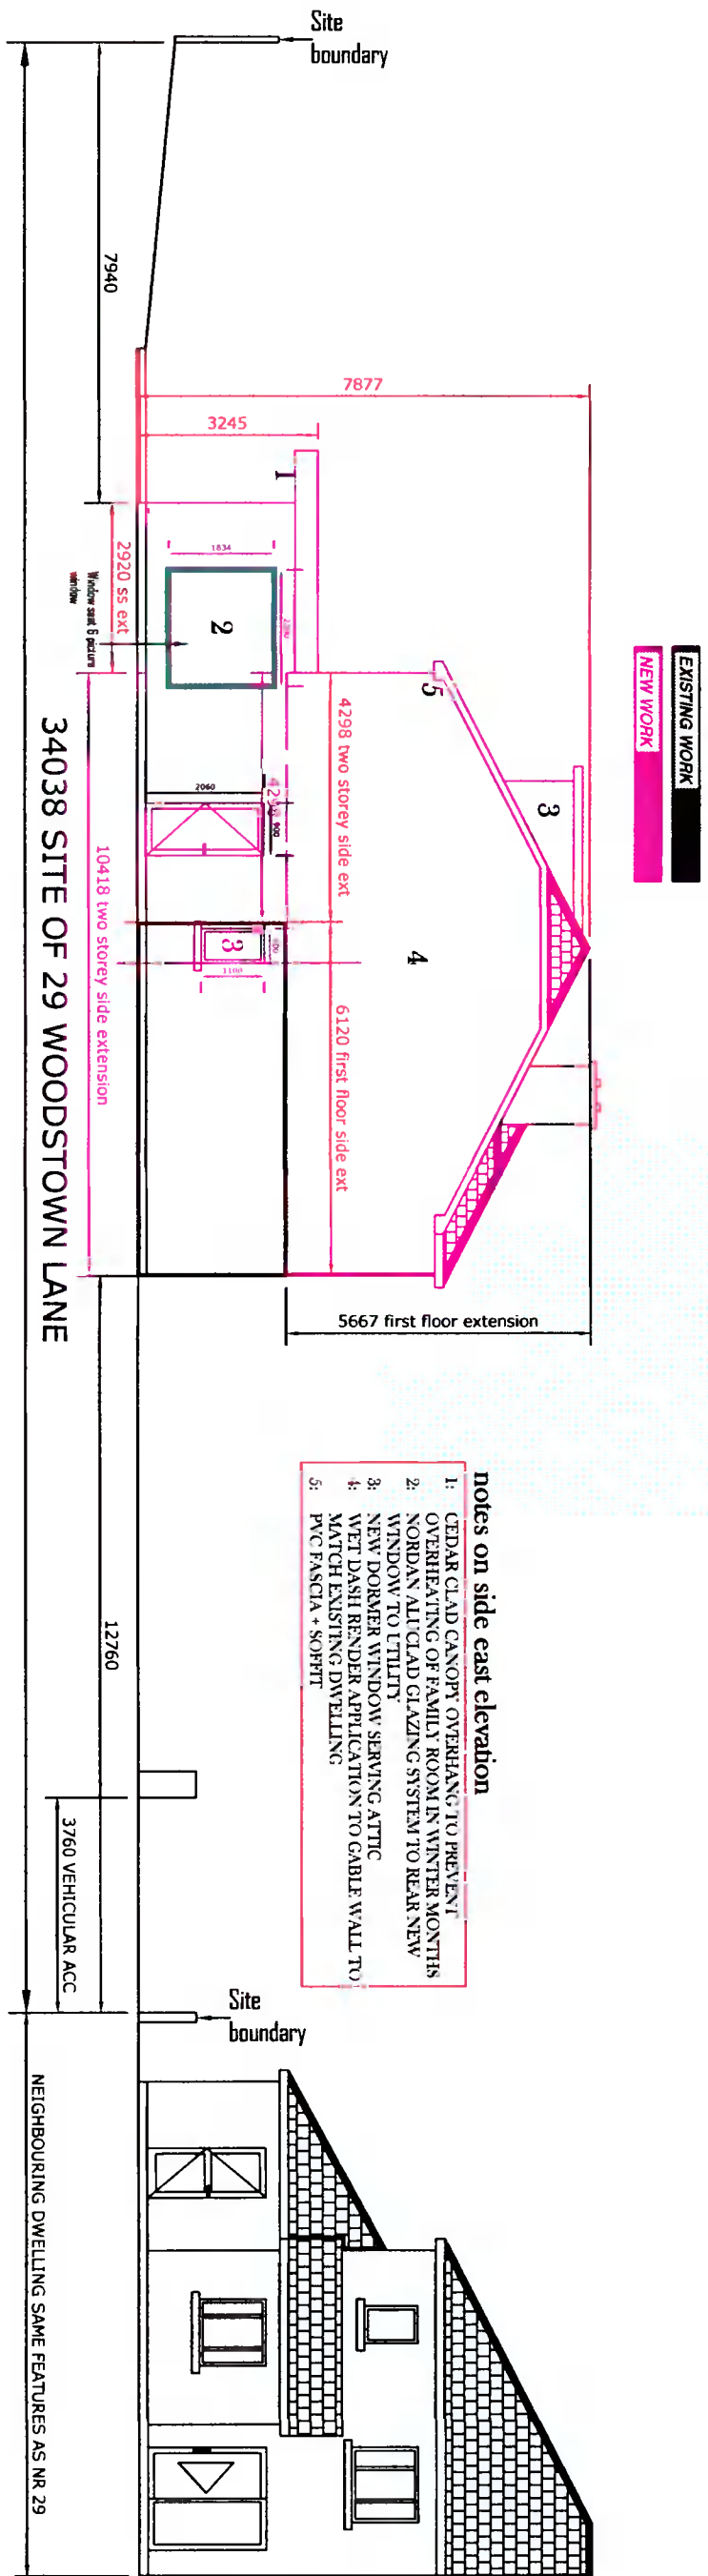 EXISTING WORK
NEW WORK
Site
boundary
7940
7877
3245
1
2920 ss ext
1834
2
Window seat & picture
window
5
4298 two storey side ext
3
2060
900
3
600
1100
4
6120 first floor side ext
10418 two storey side extension
5667 first floor extension
34038 SITE OF 29 WOODSTOWN LANE
notes on side east elevation
1: CEDAR CLAD CANOPY OVERHANG TO PREVENT
OVERHEATING OF FAMILY ROOM IN WINTER MONTHS
2: NORDAN ALUCLAD GLAZING SYSTEM TO REAR NEW
WINDOW TO UTILITY
3: NEW DORMER WINDOW SERVING ATTIC
4: WET DASH RENDER APPLICATION TO GABLE WALL TO
MATCH EXISTING DWELLING
5: PVC FASCIA + SOFFIT
12760
3760 VEHICULAR ACC
Site
boundary
NEIGHBOURING DWELLING SAME FEATURES AS NR 29